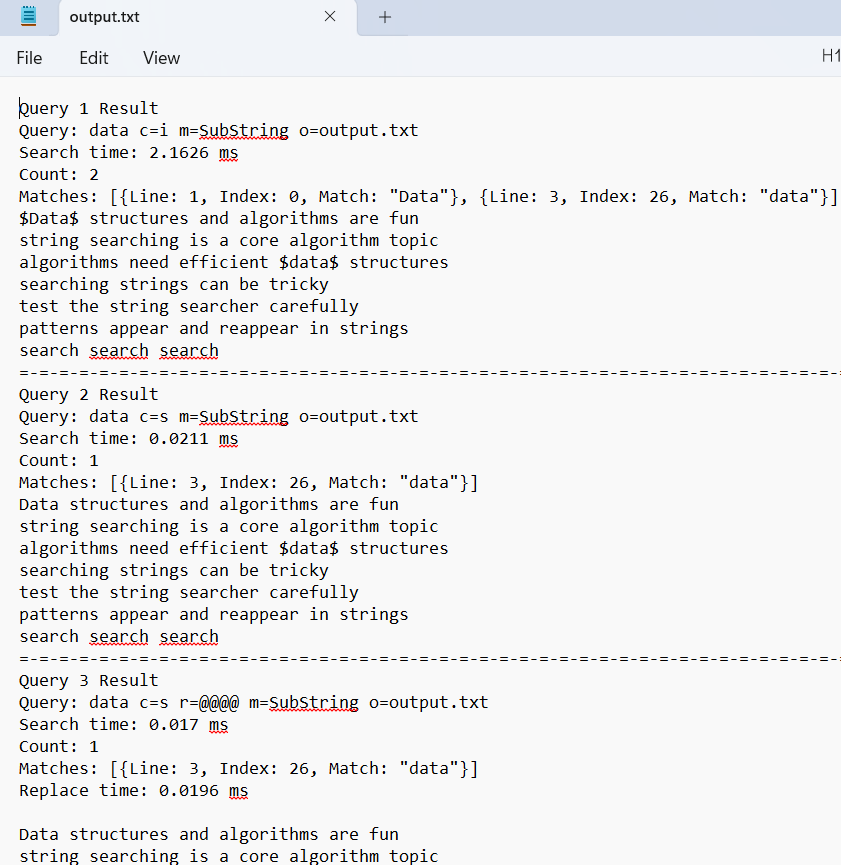 output.txt
File Edit View H1
Query 1 Result
Query: data c=i m=SubString o=output.txt
Search time: 2.1626 ms
Count: 2
Matches: [{Line: 1, Index: 0, Match: "Data"}, {Line: 3, Index: 26, Match: "data"}]
$Data$ structures and algorithms are fun
string searching is a core algorithm topic
algorithms need efficient $data$ structures
searching strings can be tricky
test the string searcher carefully
patterns appear and reappear in strings
search search search
=-=-=-=-=-=-=-=-=-=-=-=-=-=-=-=-=-=-=-=-=-=-=-=-=-=-=-=-=-=-=-=-=-=-=-=-=-=-=-=-=-
Query 2 Result
Query: data c=s m=SubString o=output.txt
Search time: 0.0211 ms
Count: 1
Matches: [{Line: 3, Index: 26, Match: "data"}]
Data structures and algorithms are fun
string searching is a core algorithm topic
algorithms need efficient $data$ structures
searching strings can be tricky
test the string searcher carefully
patterns appear and reappear in strings
search search search
=-=-=-=-=-=-=-=-=-=-=-=-=-=-=-=-=-=-=-=-=-=-=-=-=-=-=-=-=-=-=-=-=-=-=-=-=-=-=-=-=-
Query 3 Result
Query: data c=s r=@@@@ m=SubString o=output.txt
Search time: 0.017 ms
Count: 1
Matches: [{Line: 3, Index: 26, Match: "data"}]
Replace time: 0.0196 ms
Data structures and algorithms are fun
string searching is a core algorithm topic